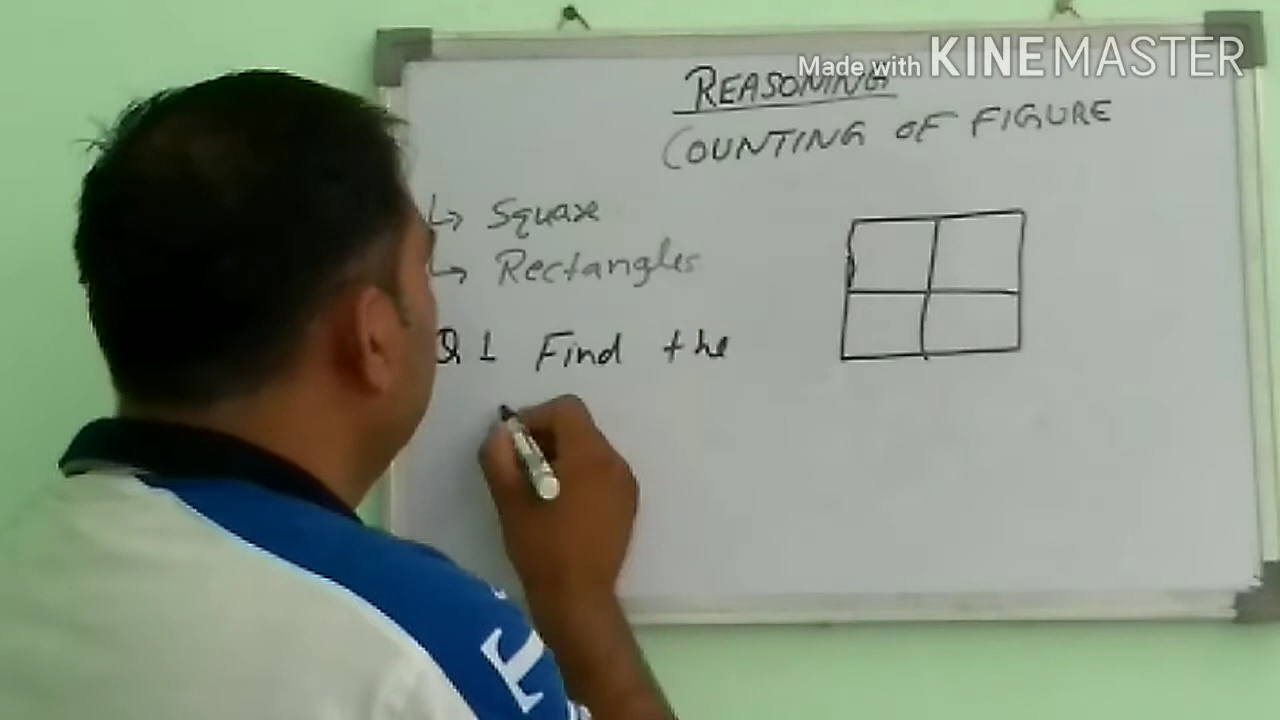 Made with KINEMASTER
REASONING
COUNTING OF FIGURE
↳ Square
↳ Rectangles
Q1 Find the